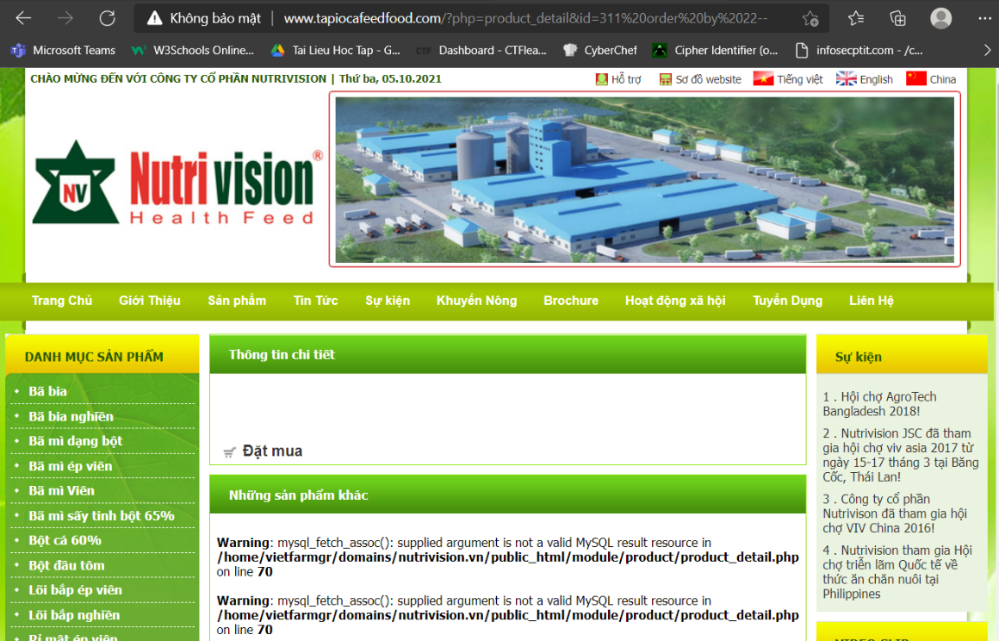 Không bảo mật | www.tapiocafeedfood.com/?php=product_detail&id=311%20order%20by%2022--
Microsoft Teams W3Schools Online... Tai Lieu Hoc Tap - G... CTF Dashboard - CTFlea... CyberChef Cipher Identifier (o... infosecptit.com - /c...
CHÀO MỪNG ĐẾN VỚI CÔNG TY CỔ PHẦN NUTRIVISION | Thứ ba, 05.10.2021
Hỗ trợ Sơ đồ website Tiếng việt English China
NV Nutri vision®
Health Feed
Trang Chủ Giới Thiệu Sản phẩm Tin Tức Sự kiện Khuyến Nông Brochure Hoạt động xã hội Tuyển Dụng Liên Hệ
DANH MỤC SẢN PHẨM
Bã bia
Bã bia nghiền
Bã mì dạng bột
Bã mì ép viên
Bã mì Viên
Bã mì sấy tinh bột 65%
Bột cá 60%
Bột đầu tôm
Lõi bắp ép viên
Lõi bắp nghiền
Rỉ mật ép viên
Thông tin chi tiết
Đặt mua
Những sản phẩm khác
Warning: mysql_fetch_assoc(): supplied argument is not a valid MySQL result resource in
/home/vietfarmgr/domains/nutrivision.vn/public_html/module/product/product_detail.php
on line 70
Warning: mysql_fetch_assoc(): supplied argument is not a valid MySQL result resource in
/home/vietfarmgr/domains/nutrivision.vn/public_html/module/product/product_detail.php
on line 70
Sự kiện
1 . Hội chợ AgroTech
Bangladesh 2018!
2 . Nutrivision JSC đã tham
gia hội chợ viv asia 2017 từ
ngày 15-17 tháng 3 tại Băng
Cốc, Thái Lan!
3 . Công ty cổ phần
Nutrivison đã tham gia hội
chợ VIV China 2016!
4 . Nutrivision tham gia Hội
chợ triển lãm Quốc tế về
thức ăn chăn nuôi tại
Philippines
VIDEO CLIP